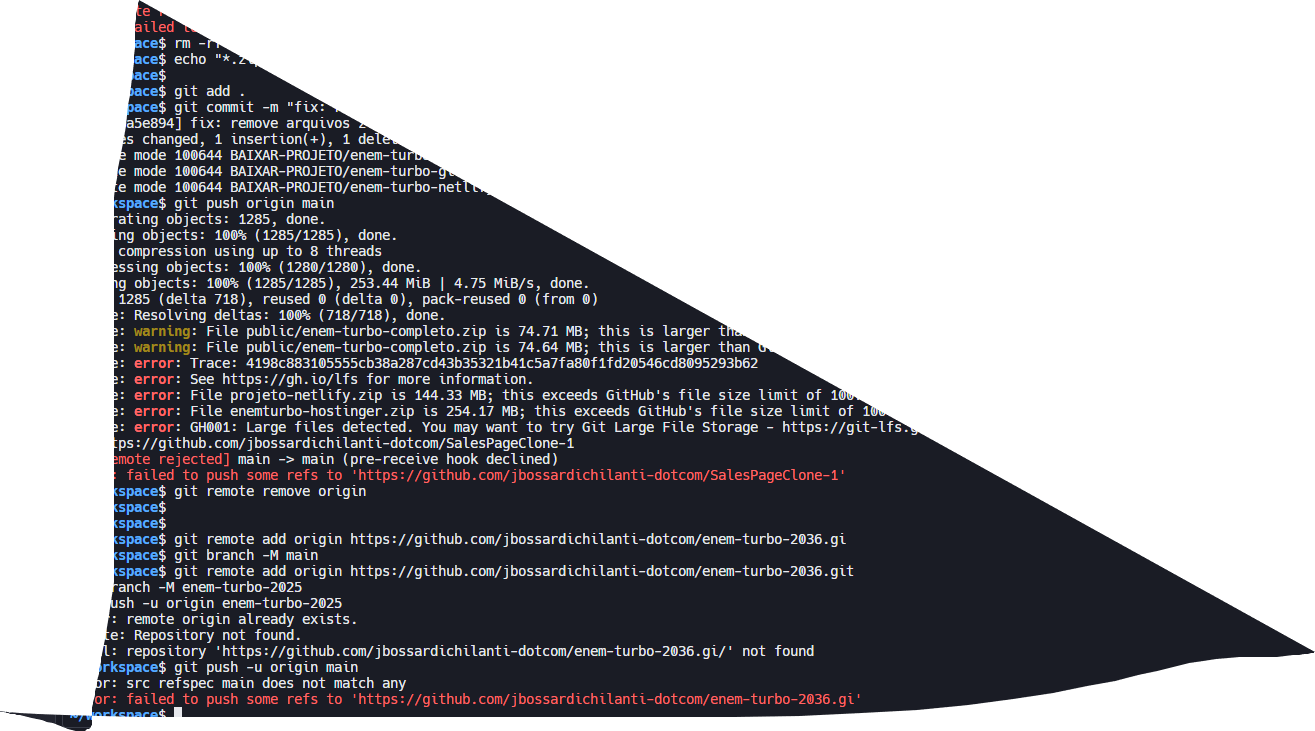 ailed
ace$ rm
ace$ echo
pace$
pace$ git add .
pace$ git commit -m "fix:
a5e894] fix: remove arquivos
es changed, 1 insertion(+), 1
e mode 100644 BAIXAR-PROJETO/enem-turbo
te mode 100644 BAIXAR-PROJETO/enem-turbo-g
te mode 100644 BAIXAR-PROJETO/enem-turbo-netlify
kspace$ git push origin main
rating objects: 1285, done.
ing objects: 100% (1285/1285), done.
compression using up to 8 threads
essing objects: 100% (1280/1280), done.
ng objects: 100% (1285/1285), 253.44 MiB | 4.75 MiB/s, done.
1285 (delta 718), reused 0 (delta 0), pack-reused 0 (from 0)
e: Resolving deltas: 100% (718/718), done.
e: warning: File public/enem-turbo-completo.zip is 74.71 MB; this is larger
e: warning: File public/enem-turbo-completo.zip is 74.64 MB; this is larger than
e: error: Trace: 4198c883105555cb38a287cd43b35321b41c5a7fa80f1fd20546cd8095293b62
e: error: See https://gh.io/lfs for more information.
e: error: File projeto-netlify.zip is 144.33 MB; this exceeds GitHub's file size limit of 100
e: error: File enemturbo-hostinger.zip is 254.17 MB; this exceeds GitHub's file size limit of 100
e: error: GH001: Large files detected. You may want to try Git Large File Storage - https://git-lfs.g
tps://github.com/jbossardichilanti-dotcom/SalesPageClone-1
emote rejected] main -> main (pre-receive hook declined)
: failed to push some refs to 'https://github.com/jbossardichilanti-dotcom/SalesPageClone-1'
kspace$ git remote remove origin
kspace$
kspace$
kspace$ git remote add origin https://github.com/jbossardichilanti-dotcom/enem-turbo-2036.gi
kspace$ git branch -M main
kspace$ git remote add origin https://github.com/jbossardichilanti-dotcom/enem-turbo-2036.git
ranch -M enem-turbo-2025
ush -u origin enem-turbo-2025
r: remote origin already exists.
te: Repository not found.
l: repository 'https://github.com/jbossardichilanti-dotcom/enem-turbo-2036.gi/' not found
orkspace$ git push -u origin main
or: src refspec main does not match any
or: failed to push some refs to 'https://github.com/jbossardichilanti-dotcom/enem-turbo-2036.gi'
~/workspace$